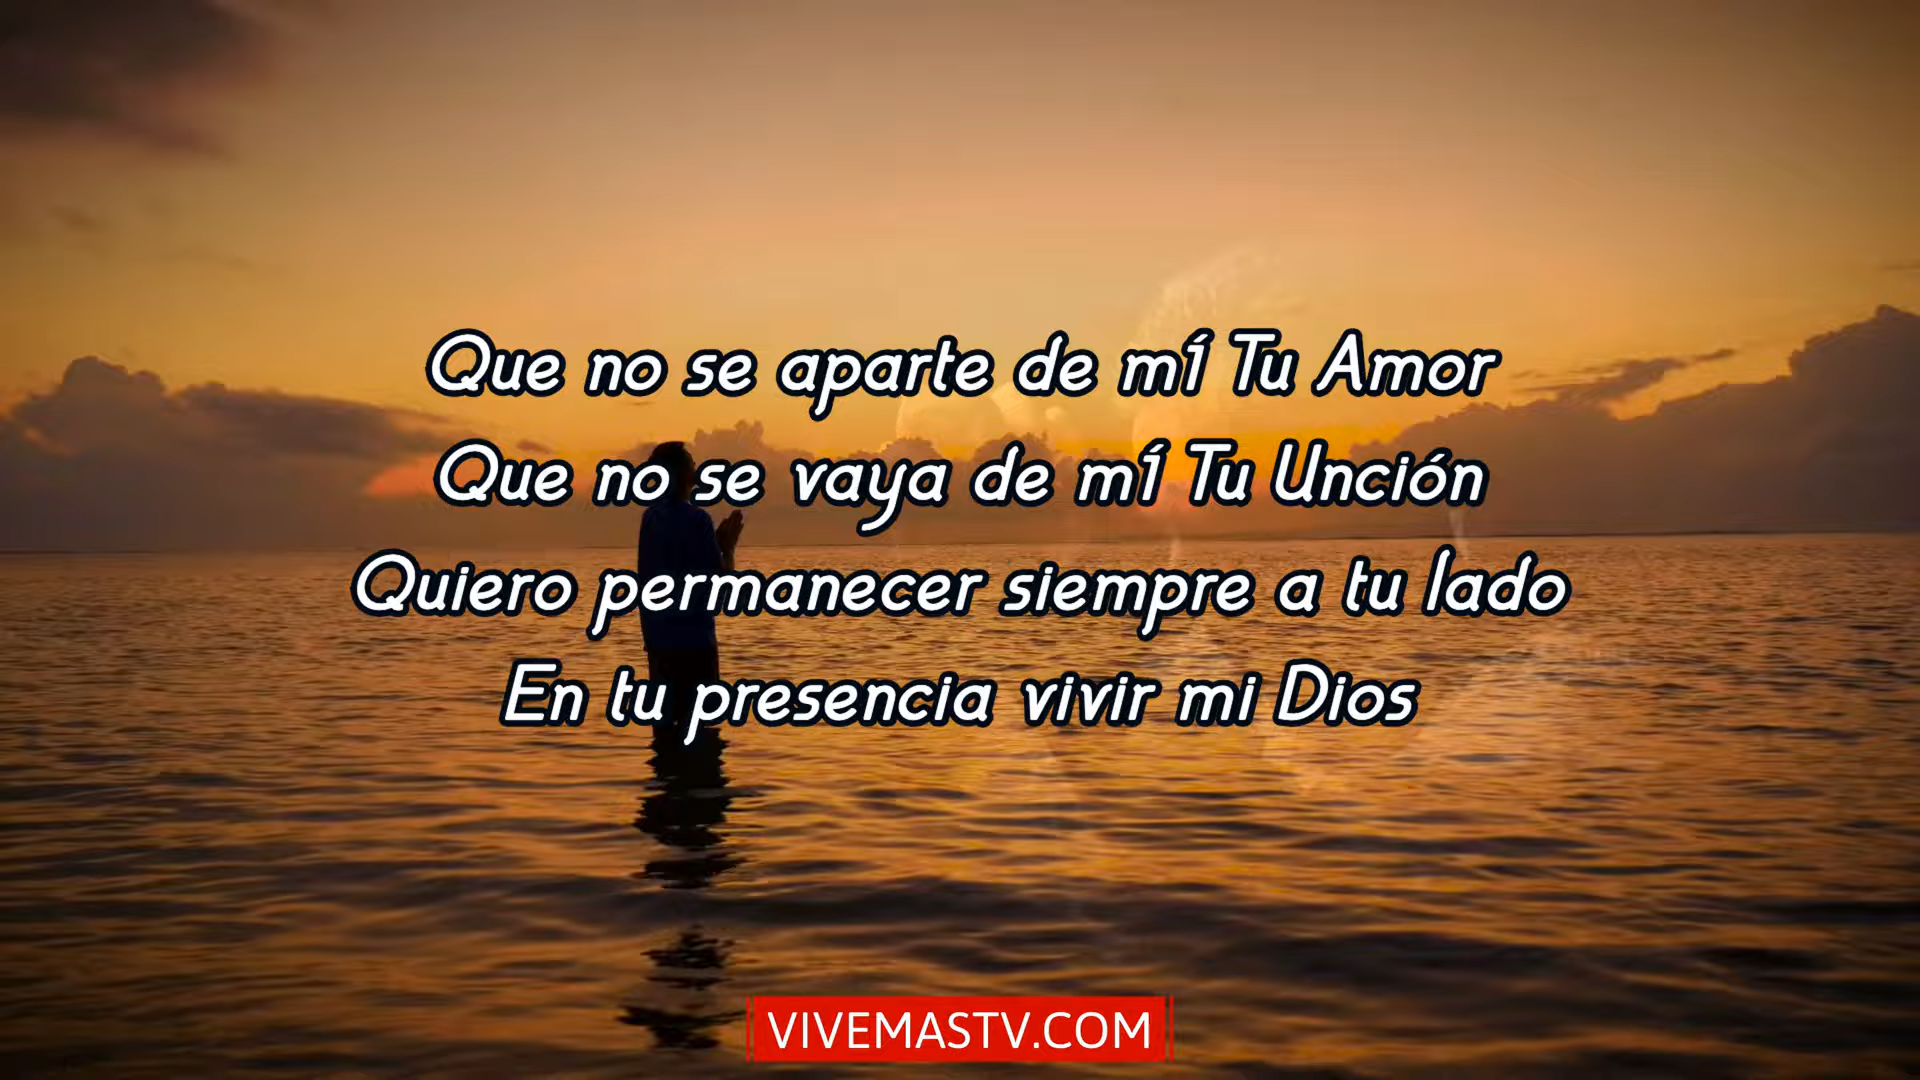 Que no se aparte de mí Tu Amor
Que no se vaya de mí Tu Unción
Quiero permanecer siempre a tu lado
En tu presencia vivir mi Dios
VIVEMASTV.COM